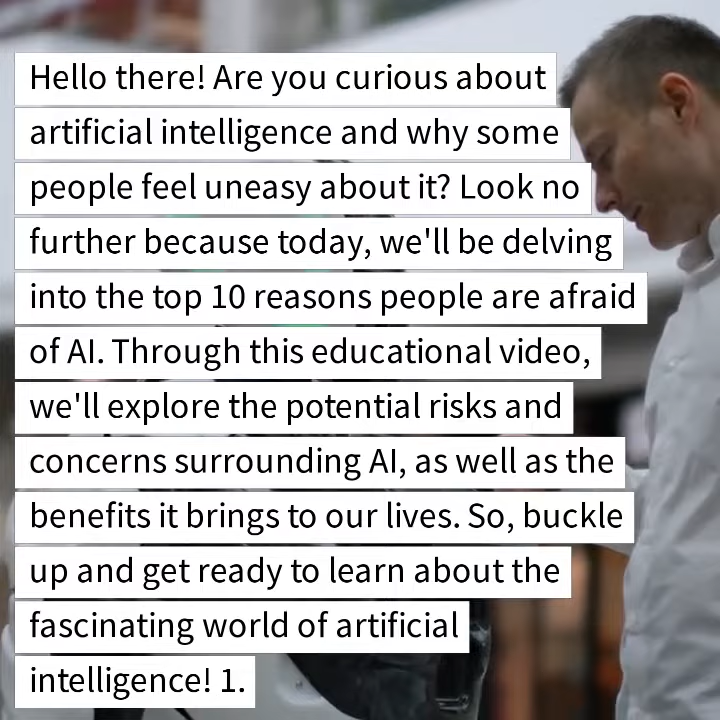 Hello there! Are you curious about
artificial intelligence and why some
people feel uneasy about it? Look no
further because today, we'll be delving
into the top 10 reasons people are afraid
of AI. Through this educational video,
we'll explore the potential risks and
concerns surrounding AI, as well as the
benefits it brings to our lives. So, buckle
up and get ready to learn about the
fascinating world of artificial
intelligence! 1.